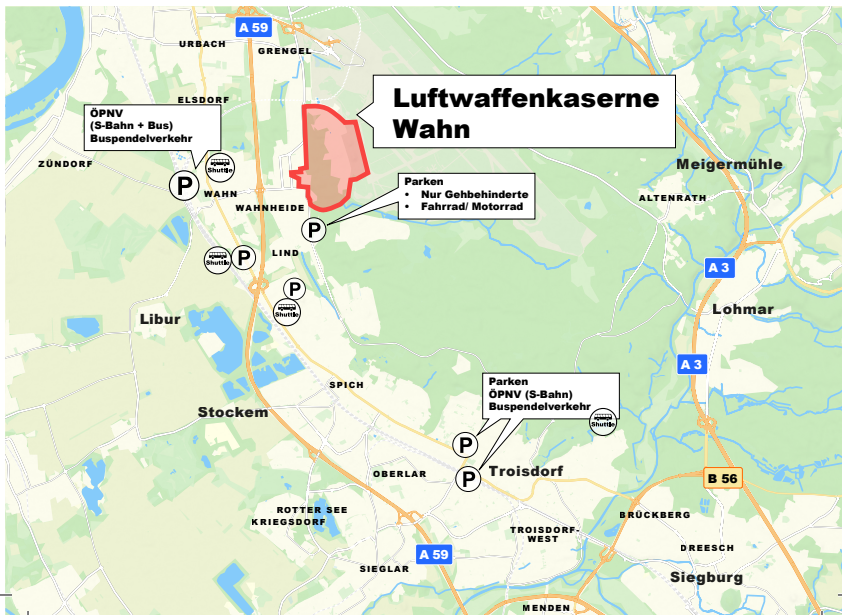 A 59
URBACH
GRENGEL
Luftwaffenkaserne
Wahn
ELSDORF
ÖPNV
(S-Bahn + Bus)
Buspendelverkehr
ZÜNDORF
Shuttle
P
WAHN
WAHNHEIDE
Parken
• Nur Gehbehinderte
• Fahrrad/ Motorrad
Meigermühle
ALTENRATH
P
LIND
Shuttle
P
A 3
P
Shuttle
Libur
Lohmar
A 3
SPICH
Parken
ÖPNV (S-Bahn)
Buspendelverkehr
Shuttle
Stockem
P
OBERLAR
P
Troisdorf
B 56
ROTTER SEE
KRIEGSDORF
BRÜCKBERG
TROISDORF-
WEST
A 59
DREESCH
SIEGLAR
Siegburg
MENDEN